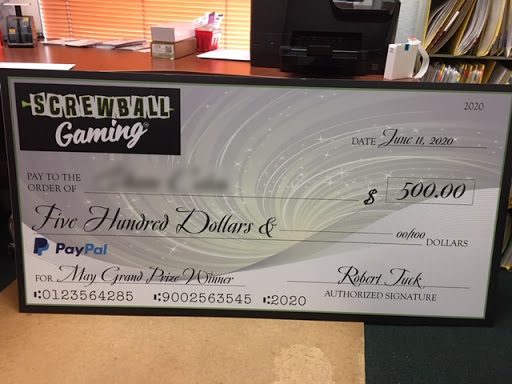 SCREWBALL
Gaming
2020
DATE June 11, 2020
PAY TO THE
ORDER OF
$ 500.00
Five Hundred Dollars & 00/100 DOLLARS
PayPal
FOR May Grand Prize Winner
Robert Tuck
AUTHORIZED SIGNATURE
⑆0123564285 ⑆9002563545 ⑆2020